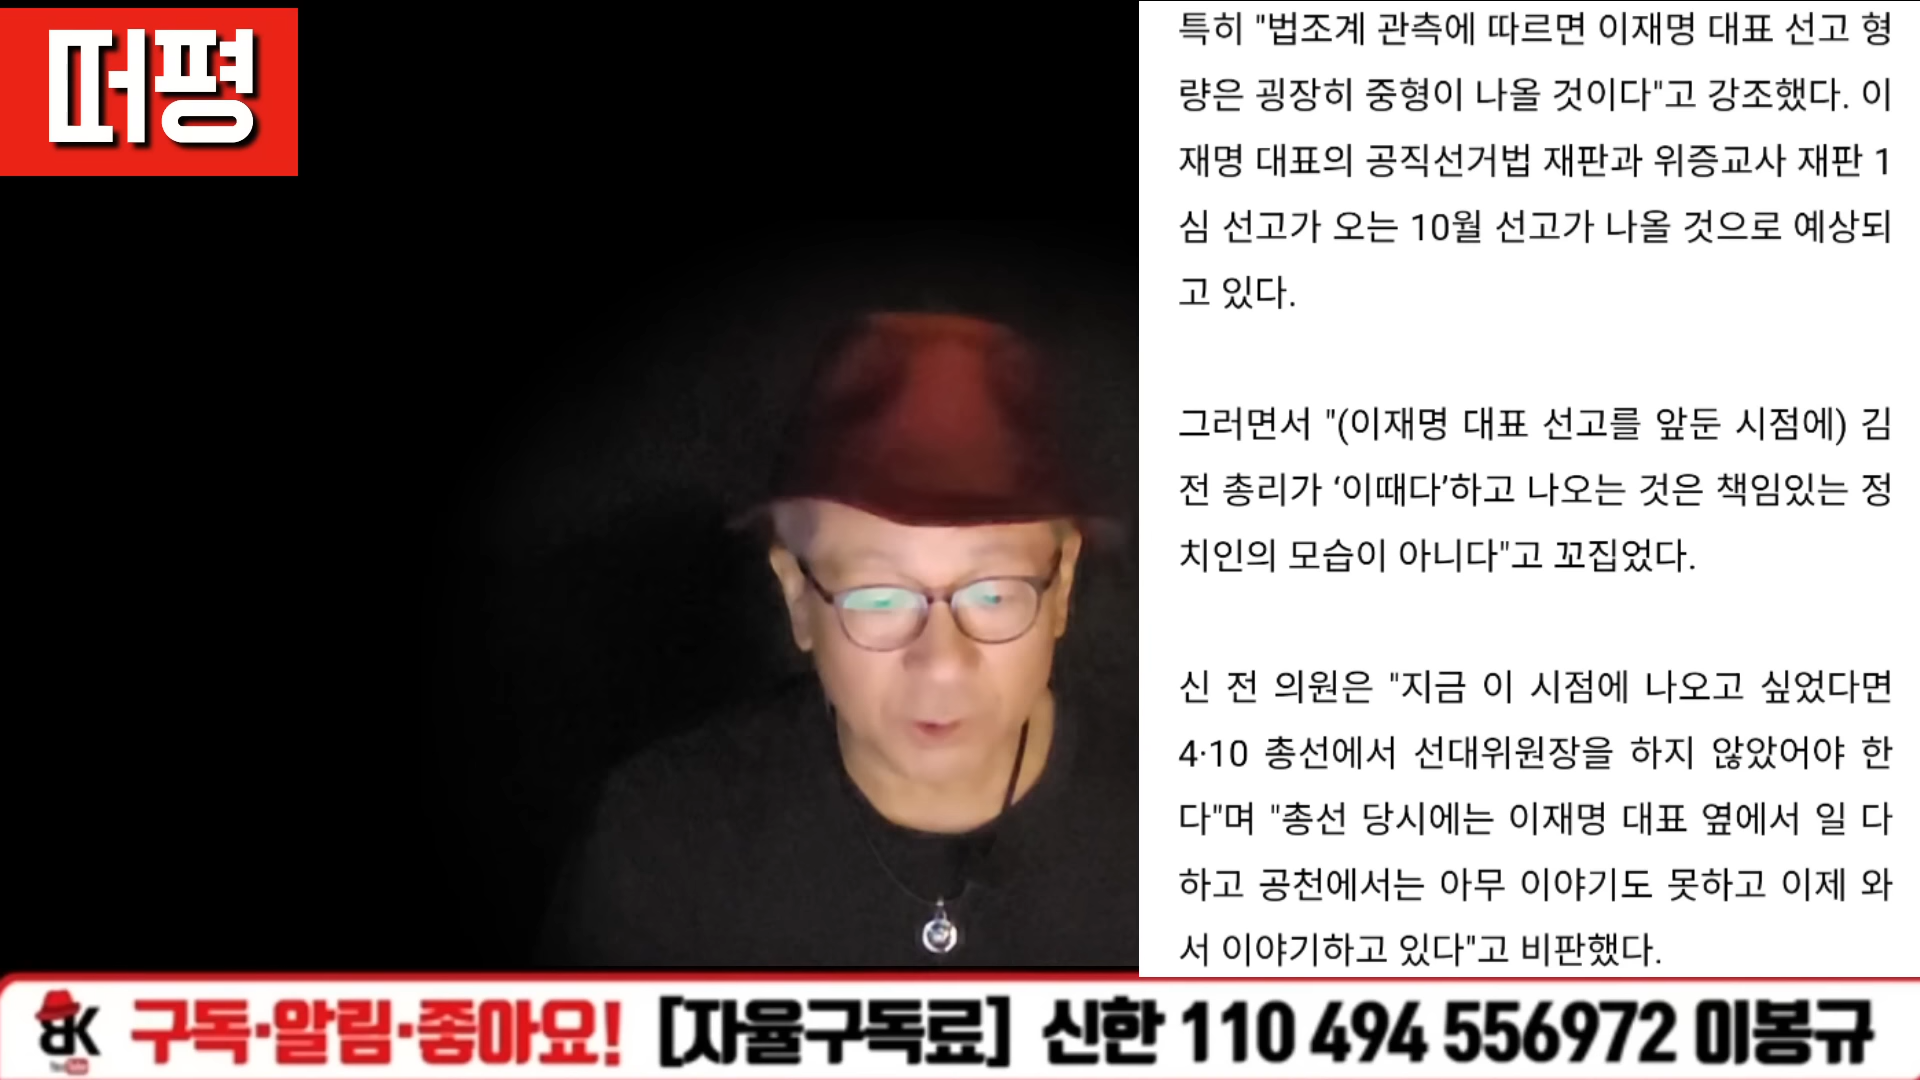 떠평
특히 "법조계 관측에 따르면 이재명 대표 선고 형
량은 굉장히 중형이 나올 것이다"고 강조했다. 이
재명 대표의 공직선거법 재판과 위증교사 재판 1
심 선고가 오는 10월 선고가 나올 것으로 예상되
고 있다.
그러면서 "(이재명 대표 선고를 앞둔 시점에) 김
전 총리가 ‘이때다’하고 나오는 것은 책임있는 정
치인의 모습이 아니다"고 꼬집었다.
신 전 의원은 "지금 이 시점에 나오고 싶었다면
4·10 총선에서 선대위원장을 하지 않았어야 한
다"며 "총선 당시에는 이재명 대표 옆에서 일 다
하고 공천에서는 아무 이야기도 못하고 이제 와
서 이야기하고 있다"고 비판했다.
BK 구독·알림·좋아요! [자율구독료] 신한 110 494 556972 이봉규
YouTube